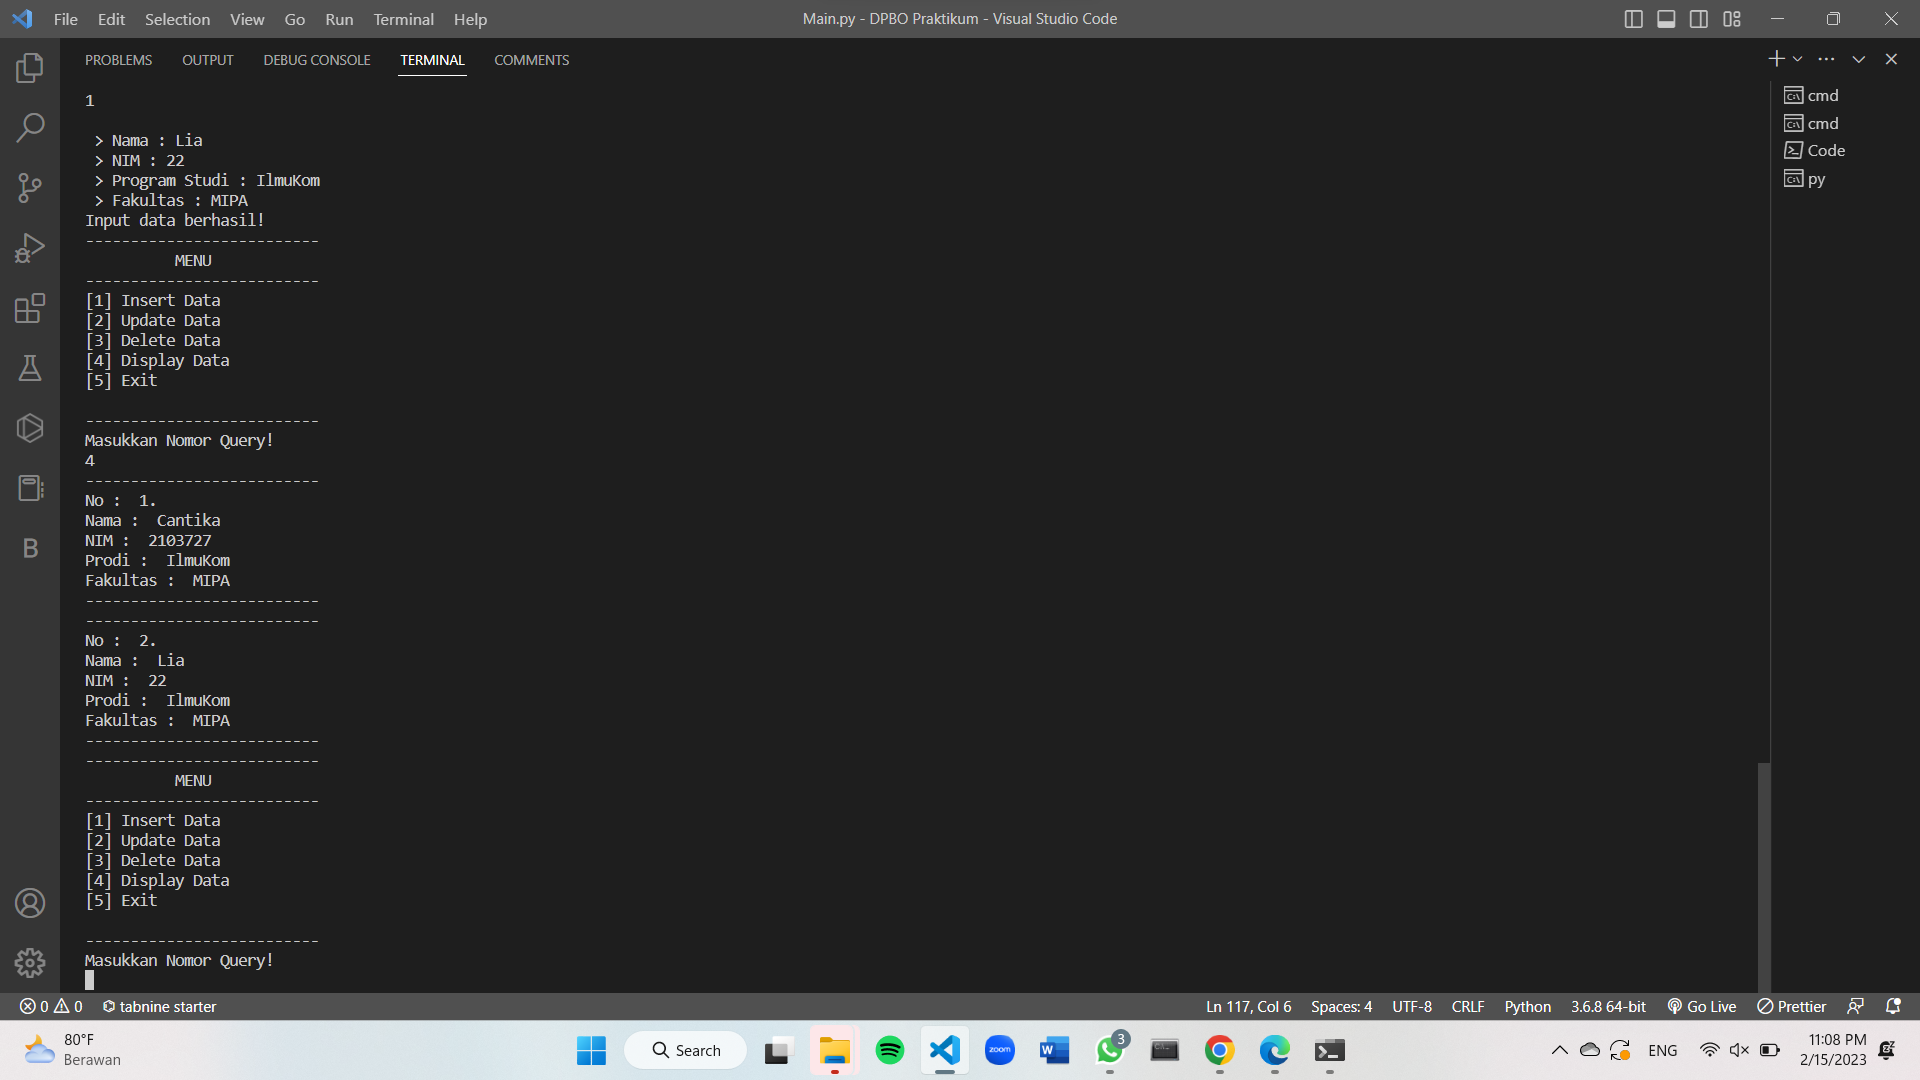 File Edit Selection View Go Run Terminal Help
Main.py - DPBO Praktikum - Visual Studio Code
PROBLEMS OUTPUT DEBUG CONSOLE TERMINAL COMMENTS
1
> Nama : Lia
> NIM : 22
> Program Studi : IlmuKom
> Fakultas : MIPA
Input data berhasil!
--------------------------
MENU
--------------------------
[1] Insert Data
[2] Update Data
[3] Delete Data
[4] Display Data
[5] Exit
--------------------------
Masukkan Nomor Query!
4
--------------------------
No :  1.
Nama :  Cantika
NIM :  2103727
Prodi :  IlmuKom
Fakultas :  MIPA
--------------------------
--------------------------
No :  2.
Nama :  Lia
NIM :  22
Prodi :  IlmuKom
Fakultas :  MIPA
--------------------------
--------------------------
MENU
--------------------------
[1] Insert Data
[2] Update Data
[3] Delete Data
[4] Display Data
[5] Exit
--------------------------
Masukkan Nomor Query!
cmd
cmd
Code
py
B
0 0 tabnine starter
Ln 117, Col 6 Spaces: 4 UTF-8 CRLF Python 3.6.8 64-bit Go Live Prettier
80°F
Berawan
Search
zoom
W
3
ENG
11:08 PM
2/15/2023